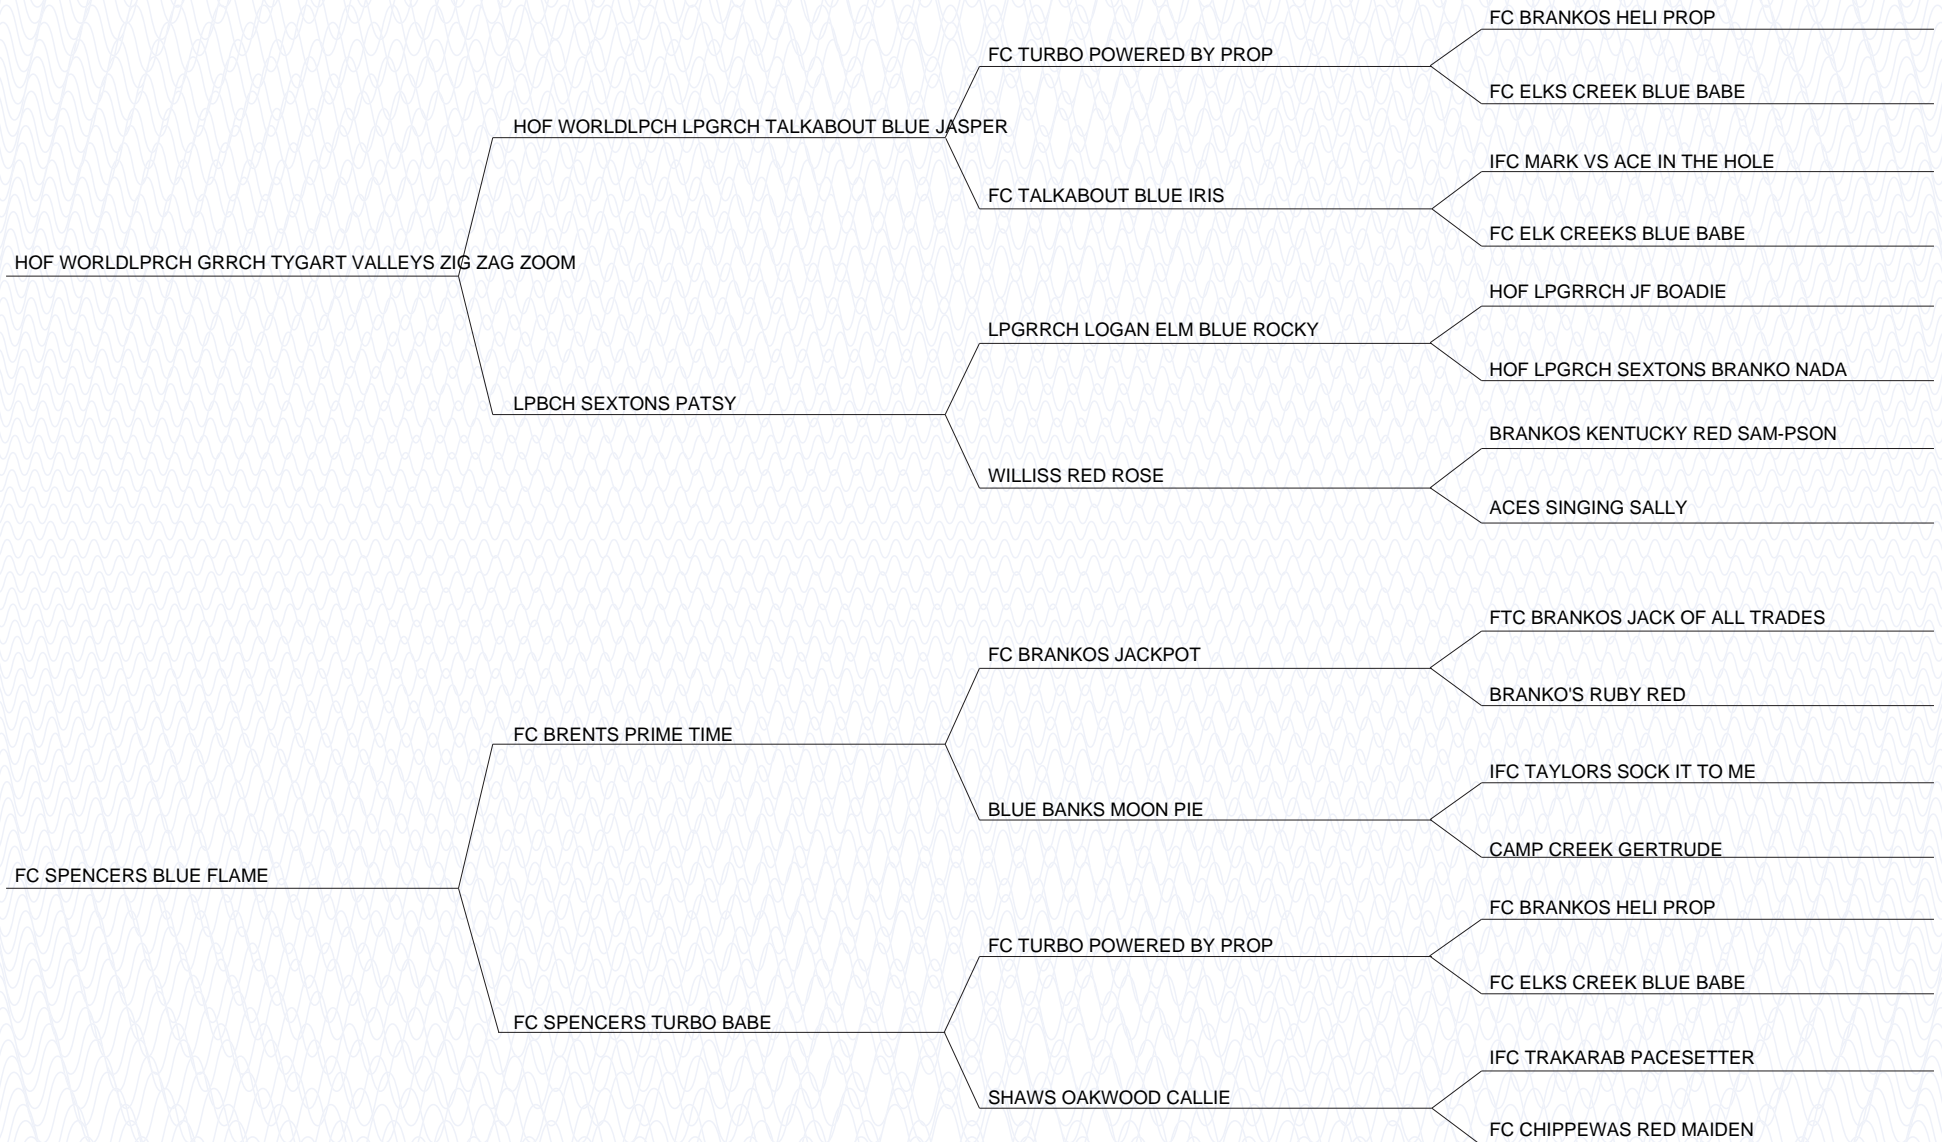 FC BRANKOS HELI PROP
FC TURBO POWERED BY PROP
FC ELKS CREEK BLUE BABE
HOF WORLDLPCH LPGRCH TALKABOUT BLUE JASPER
IFC MARK VS ACE IN THE HOLE
FC TALKABOUT BLUE IRIS
FC ELK CREEKS BLUE BABE
HOF WORLDLPRCH GRRCH TYGART VALLEYS ZIG ZAG ZOOM
HOF LPGRRCH JF BOADIE
LPGRRCH LOGAN ELM BLUE ROCKY
HOF LPGRCH SEXTONS BRANKO NADA
LPBCH SEXTONS PATSY
BRANKOS KENTUCKY RED SAM-PSON
WILLISS RED ROSE
ACES SINGING SALLY
FTC BRANKOS JACK OF ALL TRADES
FC BRANKOS JACKPOT
BRANKO'S RUBY RED
FC BRENTS PRIME TIME
IFC TAYLORS SOCK IT TO ME
BLUE BANKS MOON PIE
CAMP CREEK GERTRUDE
FC SPENCERS BLUE FLAME
FC BRANKOS HELI PROP
FC TURBO POWERED BY PROP
FC ELKS CREEK BLUE BABE
FC SPENCERS TURBO BABE
IFC TRAKARAB PACESETTER
SHAWS OAKWOOD CALLIE
FC CHIPPEWAS RED MAIDEN